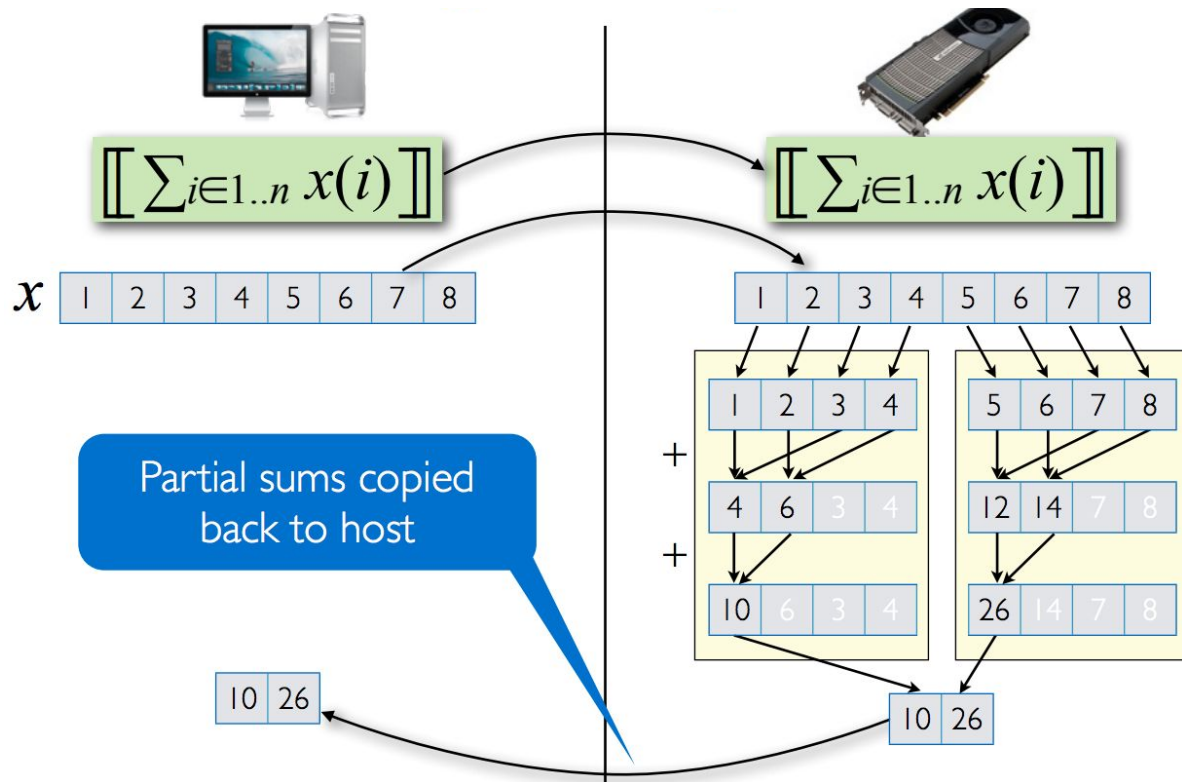 ⟦ ∑i∈1..n x(i) ⟧
⟦ ∑i∈1..n x(i) ⟧
x 1 2 3 4 5 6 7 8
1 2 3 4 5 6 7 8
1 2 3 4
5 6 7 8
+
4 6 3 4
12 14 7 8
+
10 6 3 4
26 14 7 8
Partial sums copied
back to host
10 26
10 26